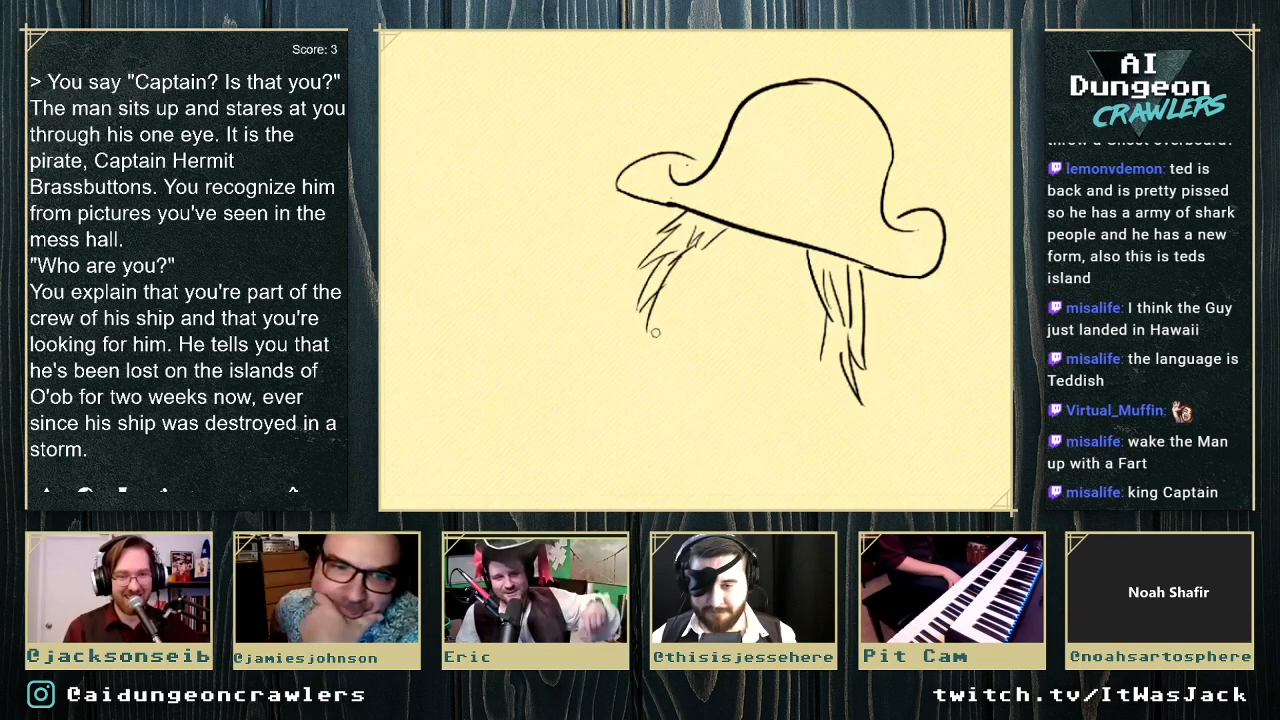 Score: 3
> You say "Captain? Is that you?"
The man sits up and stares at you
through his one eye. It is the
pirate, Captain Hermit
Brassbuttons. You recognize him
from pictures you've seen in the
mess hall.
"Who are you?"
You explain that you're part of the
crew of his ship and that you're
looking for him. He tells you that
he's been lost on the islands of
O'ob for two weeks now, ever
since his ship was destroyed in a
storm.
AI
Dungeon
CRAWLERS
lemonvdemon: ted is
back and is pretty pissed
so he has a army of shark
people and he has a new
form, also this is teds
island
misalife: I think the Guy
just landed in Hawaii
misalife: the language is
Teddish
Virtual_Muffin:
misalife: wake the Man
up with a Fart
misalife: king Captain
Noah Shafir
@jacksonseib
@jamiesjohnson
Eric
@thisisjessehere
Pit Cam
@noahsartosphere
@aidungeoncrawlers
twitch.tv/ItWasJack